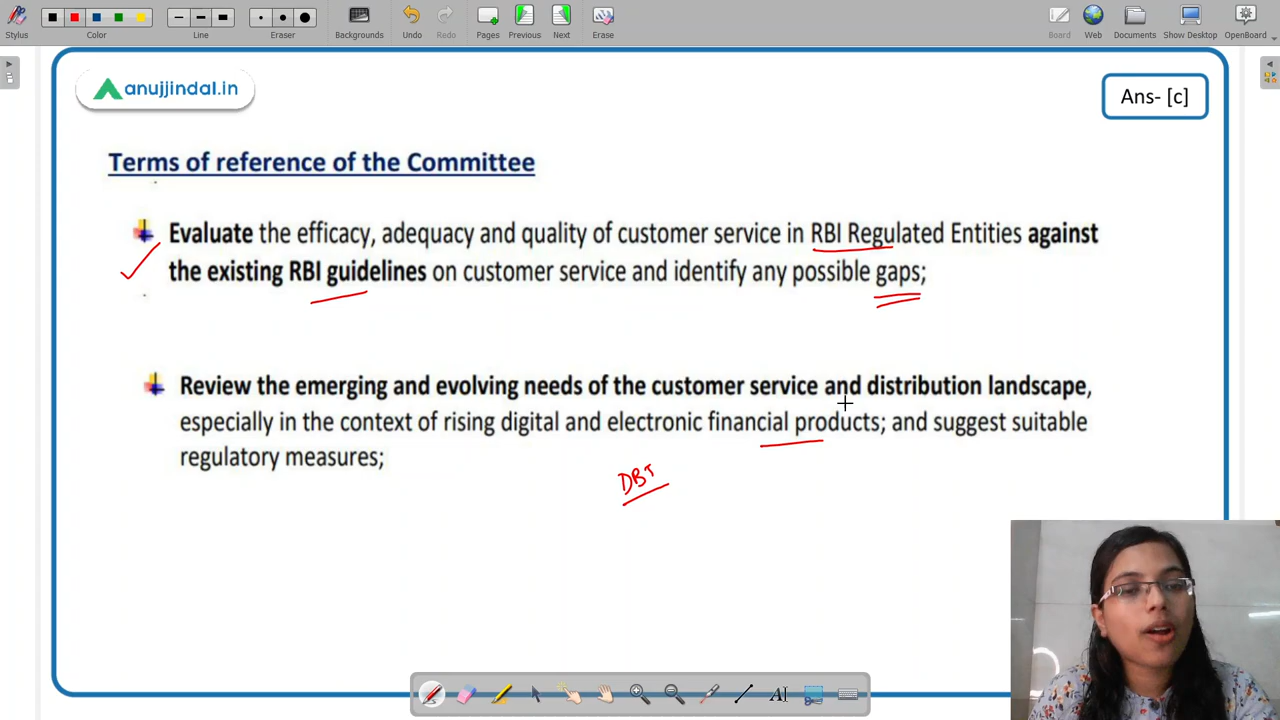 Stylus
Color
Line
Eraser
Backgrounds
Undo
Redo
Pages
Previous
Next
Erase
Board
Web
Documents
Show Desktop
OpenBoard
anujjindal.in
Ans- [c]
Terms of reference of the Committee
Evaluate the efficacy, adequacy and quality of customer service in RBI Regulated Entities against
the existing RBI guidelines on customer service and identify any possible gaps;
Review the emerging and evolving needs of the customer service and distribution landscape,
especially in the context of rising digital and electronic financial products; and suggest suitable
regulatory measures;
DBT